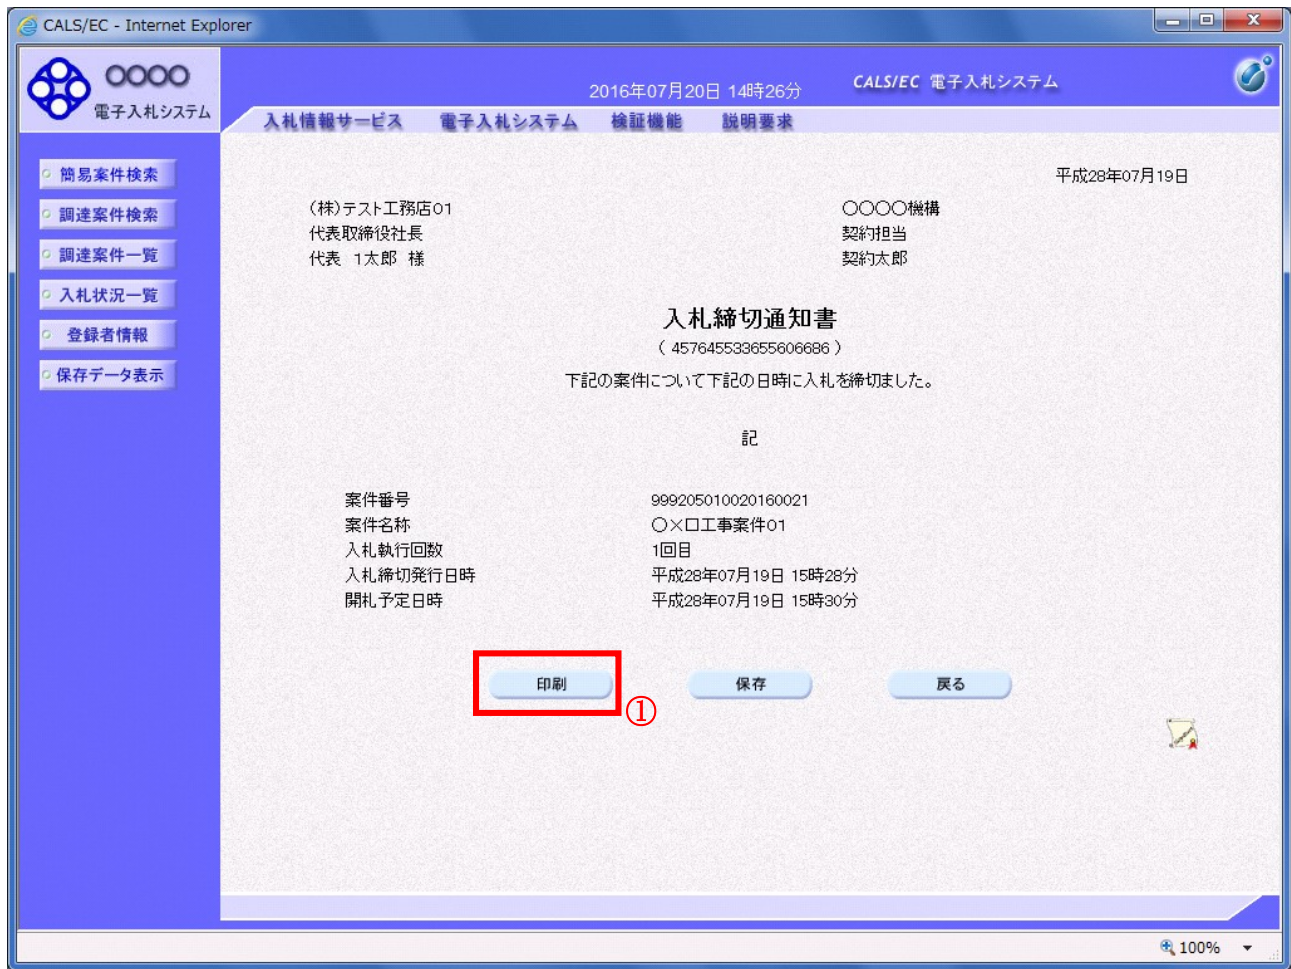 CALS/EC - Internet Explorer
〇〇〇〇
電子入札システム
2016年07月20日 14時26分
CALS/EC 電子入札システム
入札情報サービス 電子入札システム 検証機能 説明要求
簡易案件検索
調達案件検索
調達案件一覧
入札状況一覧
登録者情報
保存データ表示
平成28年07月19日
(株)テスト工務店01
代表取締役社長
代表 1太郎 様
〇〇〇〇機構
契約担当
契約太郎
入札締切通知書
( 457645533655606686 )
下記の案件について下記の日時に入札を締切ました。
記
案件番号 999205010020160021
案件名称 〇×口工事案件01
入札執行回数 1回目
入札締切発行日時 平成28年07月19日 15時28分
開札予定日時 平成28年07月19日 15時30分
印刷 保存 戻る
①
100%